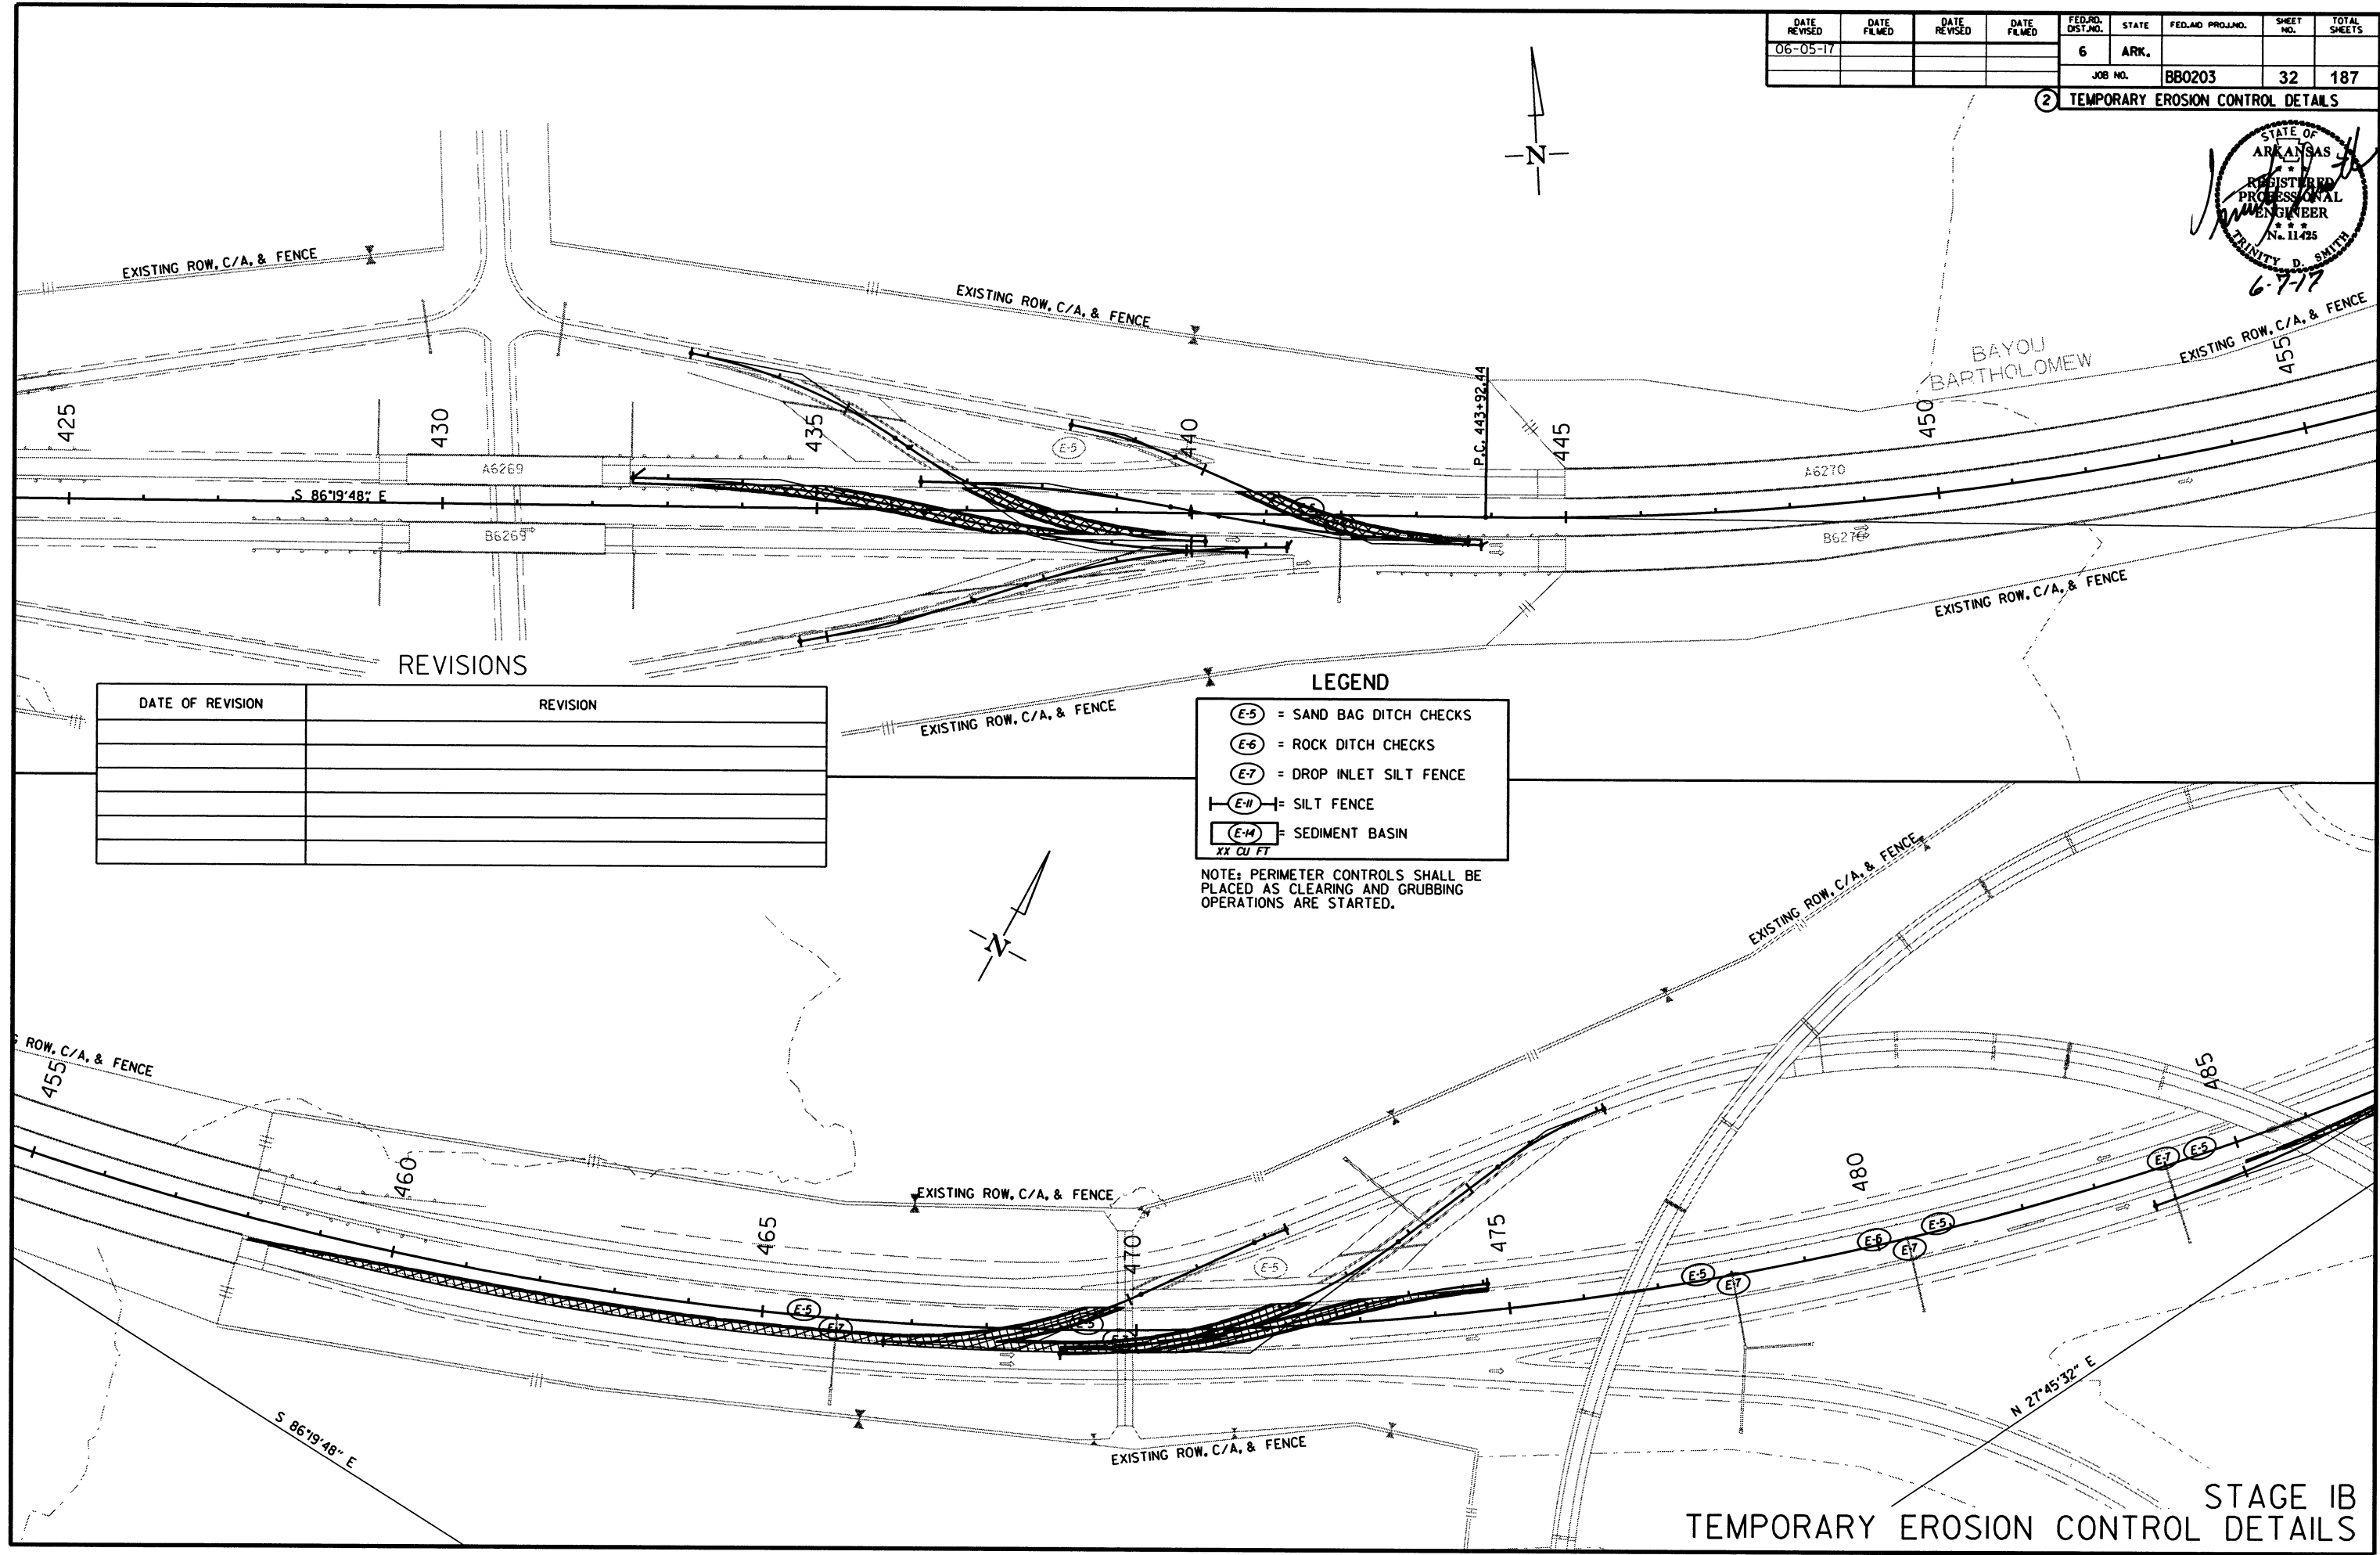 DATE REVISED
DATE FILMED
DATE REVISED
DATE FILMED
FED.RD. DIST.NO.
STATE
FED.AID PROJ.NO.
SHEET NO.
TOTAL SHEETS
06-05-17
6
ARK.
JOB NO.
BB0203
32
187
2
TEMPORARY EROSION CONTROL DETAILS
STATE OF
ARKANSAS
REGISTERED
PROFESSIONAL
ENGINEER
No. 11425
TRINITY D. SMITH
6-7-17
N
EXISTING ROW, C/A, & FENCE
EXISTING ROW, C/A, & FENCE
EXISTING ROW, C/A, & FENCE
BAYOU
BARTHOLOMEW
425
430
435
440
P.C. 443+92.44
445
450
455
E-5
A6269
S 86°19'48" E
B6269
E-5
A6270
B6270
EXISTING ROW, C/A, & FENCE
EXISTING ROW, C/A, & FENCE
REVISIONS
DATE OF REVISION
REVISION
LEGEND
E-5 = SAND BAG DITCH CHECKS
E-6 = ROCK DITCH CHECKS
E-7 = DROP INLET SILT FENCE
E-11 = SILT FENCE
E-14 = SEDIMENT BASIN
XX CU FT
NOTE: PERIMETER CONTROLS SHALL BE
PLACED AS CLEARING AND GRUBBING
OPERATIONS ARE STARTED.
N
EXISTING ROW, C/A, & FENCE
ROW, C/A, & FENCE
455
460
465
470
475
480
485
EXISTING ROW, C/A, & FENCE
E-5
E-7
E-5
E-5
E-5
E-7
E-6
E-5
E-7
E-7
E-5
EXISTING ROW, C/A, & FENCE
S 86°19'48" E
N 27°45'32" E
STAGE 1B
TEMPORARY EROSION CONTROL DETAILS